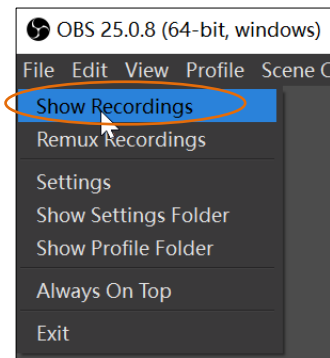 OBS 25.0.8 (64-bit, windows)
File Edit View Profile Scene C
Show Recordings
Remux Recordings
Settings
Show Settings Folder
Show Profile Folder
Always On Top
Exit